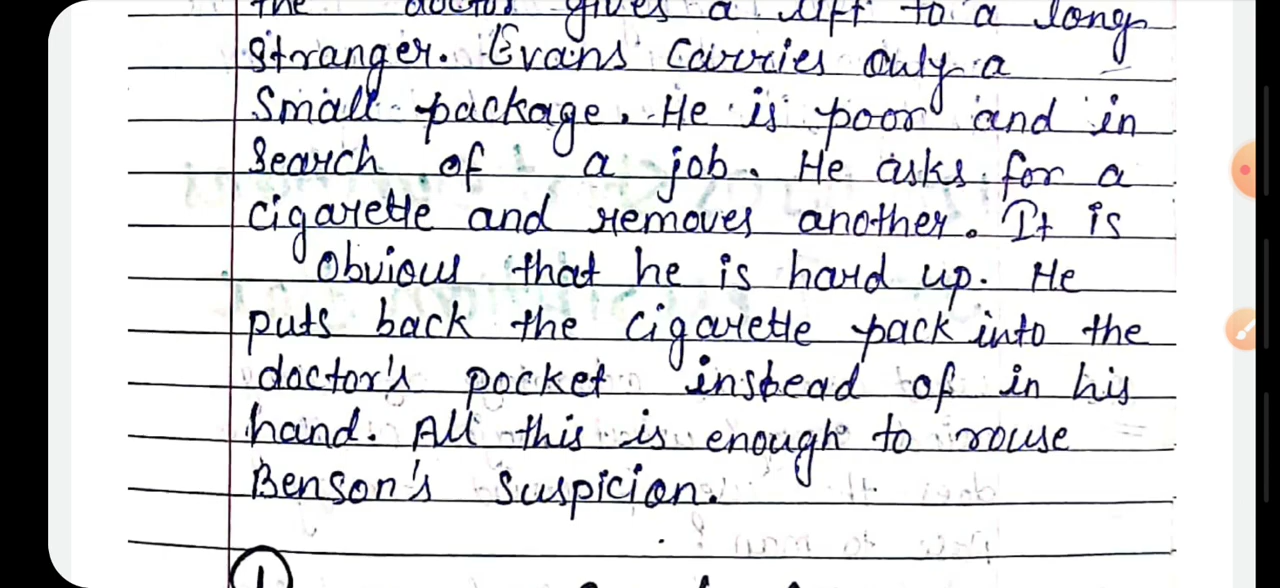 the doctor gives a lift to a long
stranger. Evans carries only a
small package. He is poor and in
search of a job. He asks for a
cigarette and removes another. It is
obvious that he is hard up. He
puts back the cigarette pack into the
doctor's pocket instead of in his
hand. All this is enough to rouse
Benson's suspicion.